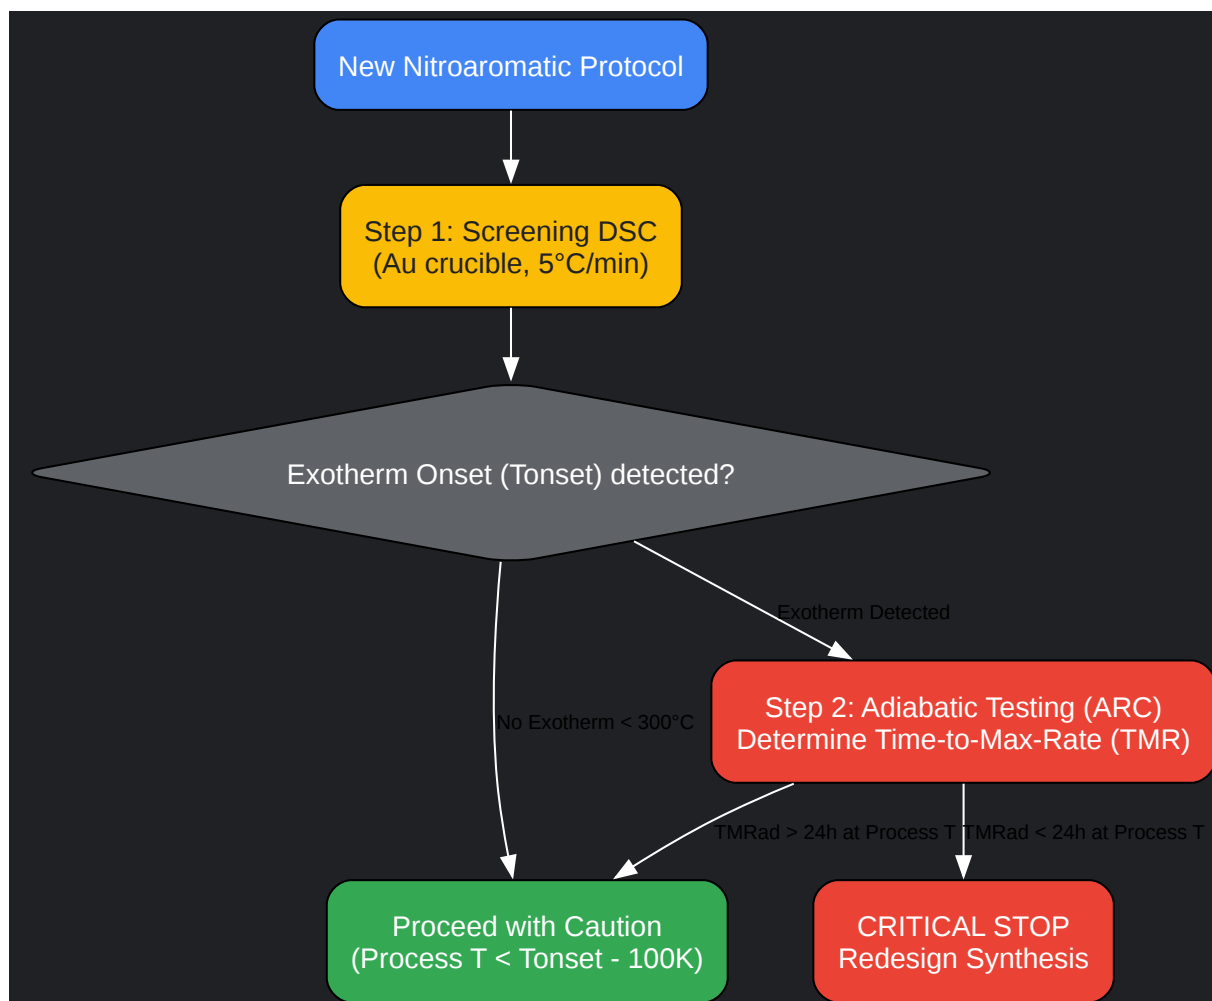 New Nitroaromatic Protocol
Step 1: Screening DSC
(Au crucible, 5°C/min)
Exotherm Onset (Tonset) detected?
Exotherm Detected
Step 2: Adiabatic Testing (ARC)
Determine Time-to-Max-Rate (TMR)
No Exotherm < 300°C
TMRad > 24h at Process T
TMRad < 24h at Process T
Proceed with Caution
(Process T < Tonset - 100K)
CRITICAL STOP
Redesign Synthesis